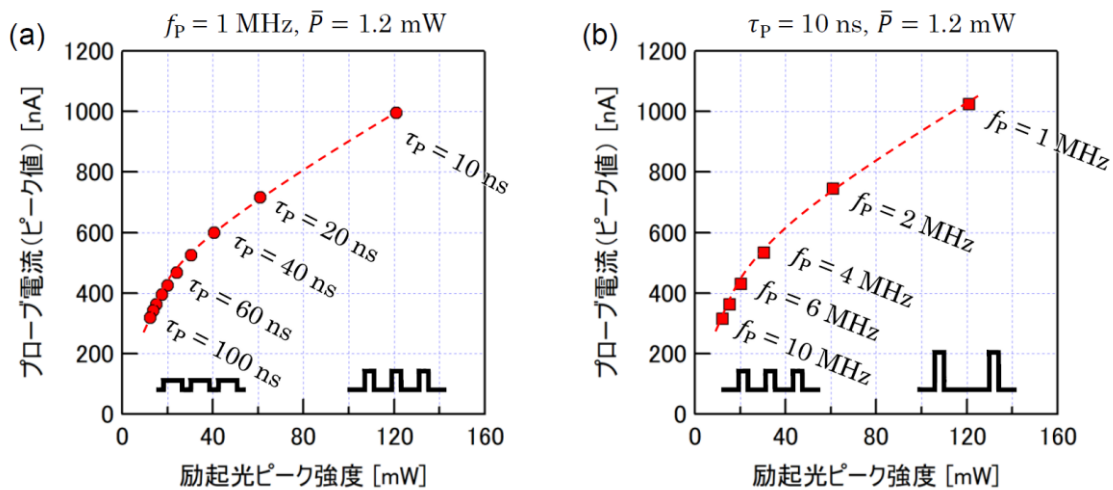 (a)
f_P = 1 MHz, P̄ = 1.2 mW
プローブ電流(ピーク値) [nA]
1200
1000
800
600
400
200
0
τ_P = 10 ns
τ_P = 20 ns
τ_P = 40 ns
τ_P = 60 ns
τ_P = 100 ns
0 40 80 120 160
励起光ピーク強度 [mW]
(b)
τ_P = 10 ns, P̄ = 1.2 mW
プローブ電流(ピーク値) [nA]
1200
1000
800
600
400
200
0
f_P = 1 MHz
f_P = 2 MHz
f_P = 4 MHz
f_P = 6 MHz
f_P = 10 MHz
0 40 80 120 160
励起光ピーク強度 [mW]